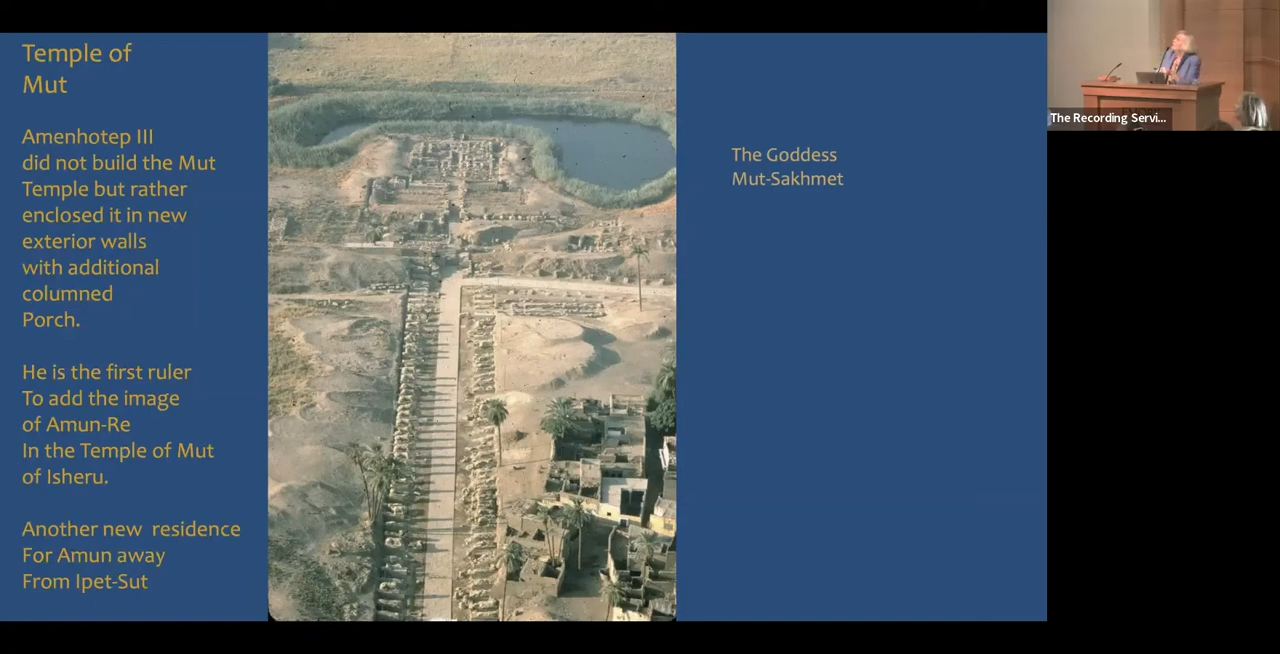 Temple of
Mut
Amenhotep III
did not build the Mut
Temple but rather
enclosed it in new
exterior walls
with additional
columned
Porch.
He is the first ruler
To add the image
of Amun-Re
In the Temple of Mut
of Isheru.
Another new residence
For Amun away
From Ipet-Sut
The Goddess
Mut-Sakhmet
The Recording Servi...